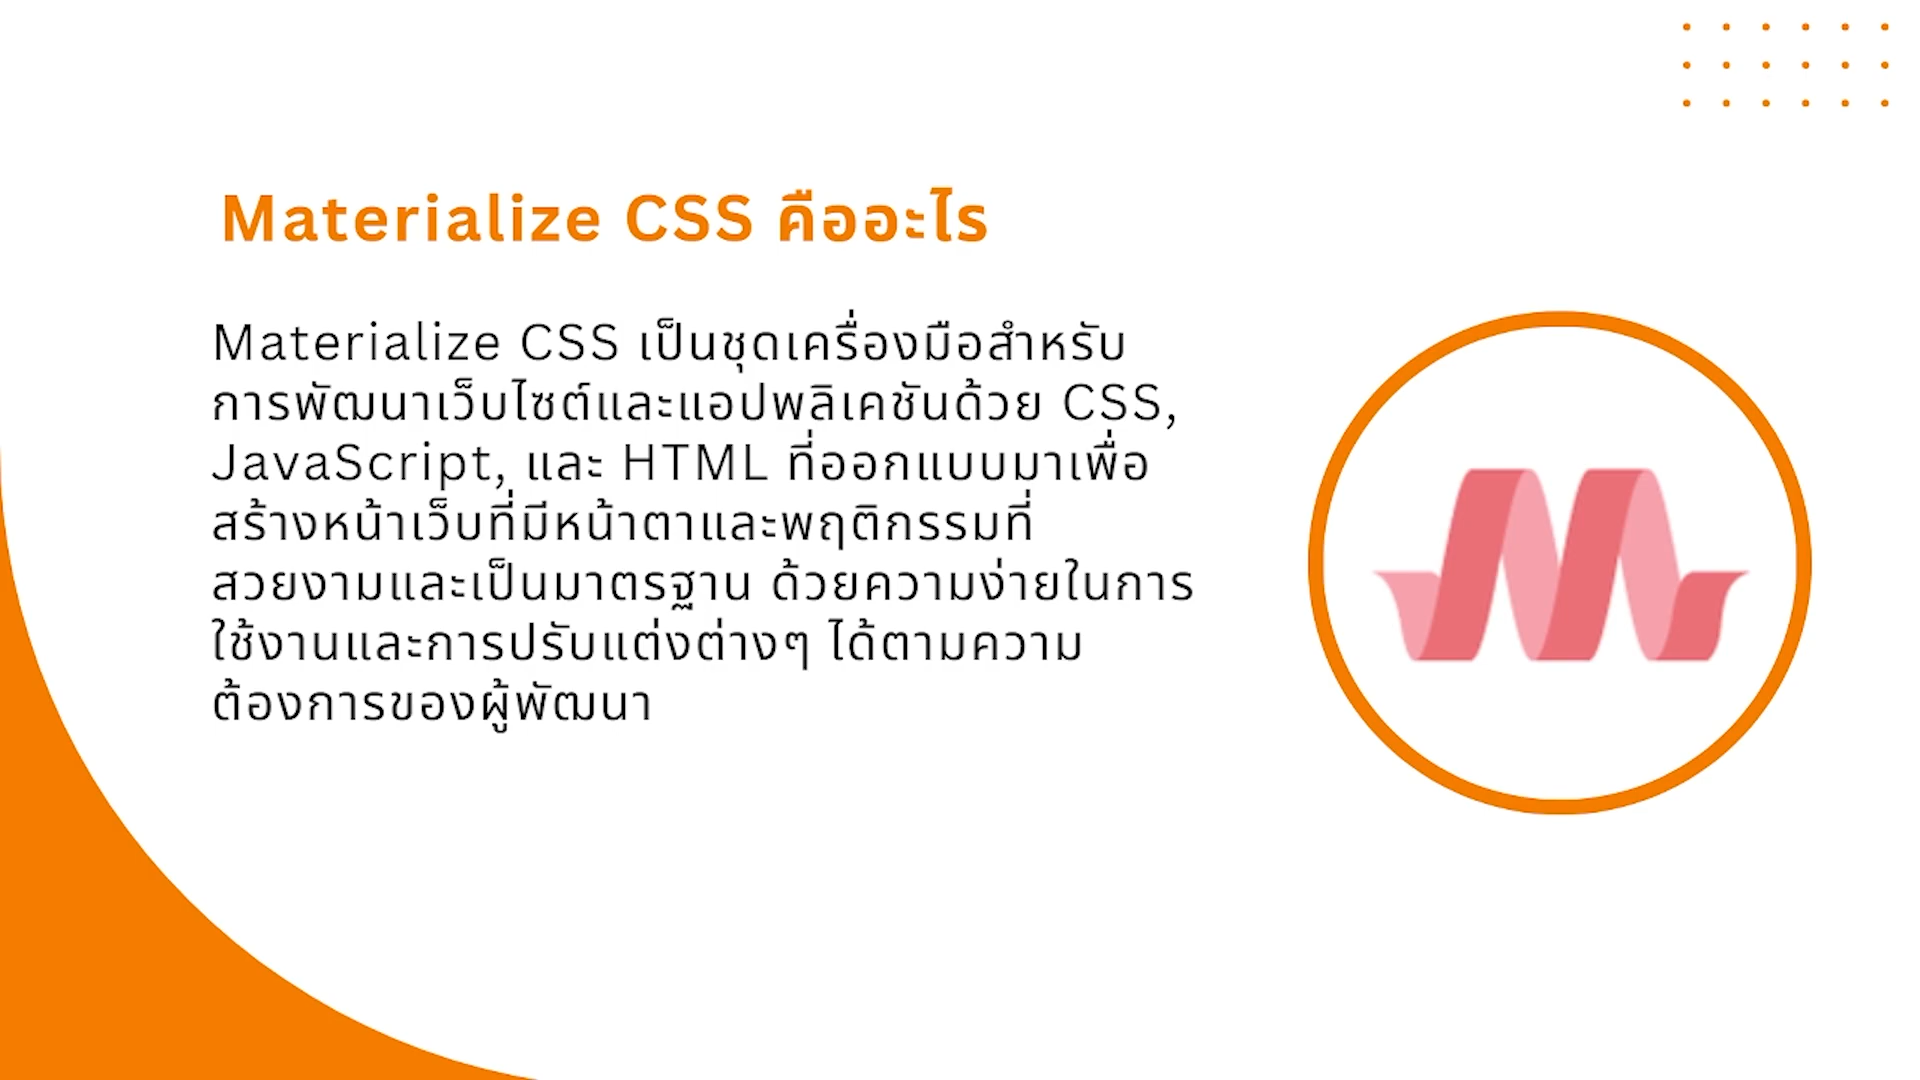 Materialize CSS คืออะไร
Materialize CSS เป็นชุดเครื่องมือสำหรับ
การพัฒนาเว็บไซต์และแอปพลิเคชันด้วย CSS,
JavaScript, และ HTML ที่ออกแบบมาเพื่อ
สร้างหน้าเว็บที่มีหน้าตาและพฤติกรรมที่
สวยงามและเป็นมาตรฐาน ด้วยความง่ายในการ
ใช้งานและการปรับแต่งต่างๆ ได้ตามความ
ต้องการของผู้พัฒนา